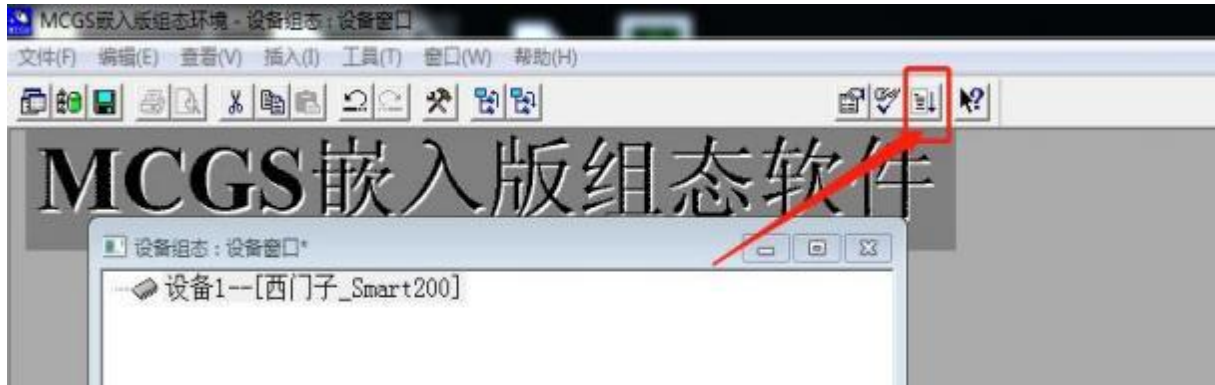 MCGS嵌入版组态环境 - 设备组态 : 设备窗口
文件(F) 编辑(E) 查看(V) 插入(I) 工具(T) 窗口(W) 帮助(H)
MCGS嵌入版组态软件
设备组态 : 设备窗口*
设备1--[西门子_Smart200]